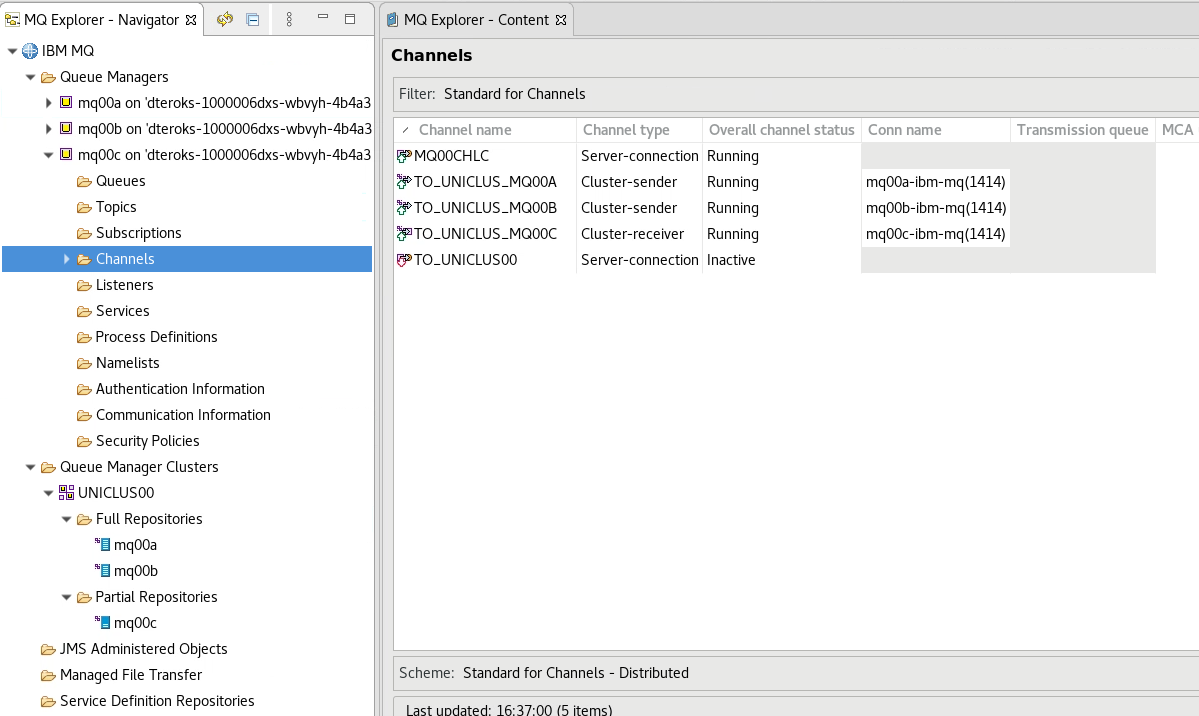 MQ Explorer - Navigator
IBM MQ
Queue Managers
mq00a on 'dteroks-1000006dxs-wbvyh-4b4a3
mq00b on 'dteroks-1000006dxs-wbvyh-4b4a3
mq00c on 'dteroks-1000006dxs-wbvyh-4b4a3
Queues
Topics
Subscriptions
Channels
Listeners
Services
Process Definitions
Namelists
Authentication Information
Communication Information
Security Policies
Queue Manager Clusters
UNICLUS00
Full Repositories
mq00a
mq00b
Partial Repositories
mq00c
JMS Administered Objects
Managed File Transfer
Service Definition Repositories
MQ Explorer - Content
Channels
Filter: Standard for Channels
Channel name Channel type Overall channel status Conn name Transmission queue MCA
MQ00CHLC Server-connection Running
TO_UNICLUS_MQ00A Cluster-sender Running mq00a-ibm-mq(1414)
TO_UNICLUS_MQ00B Cluster-sender Running mq00b-ibm-mq(1414)
TO_UNICLUS_MQ00C Cluster-receiver Running mq00c-ibm-mq(1414)
TO_UNICLUS00 Server-connection Inactive
Scheme: Standard for Channels - Distributed
Last updated: 16:37:00 (5 items)